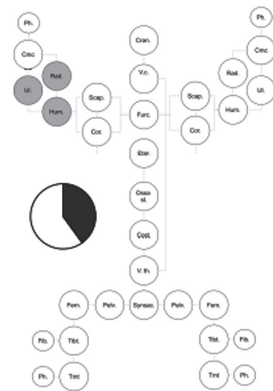 Ph.
Ph.
Cran.
Cmc
Cmc
Rad.
V.c.
Rad.
Ul.
Ul.
Scap.
Scap.
Hum.
Furc.
Hum.
Cor.
Cor.
Ster.
Ossa
st.
Cost.
V. th.
Fem.
Pelv.
Synsac.
Pelv.
Fem.
Fib.
Tibt.
Tibt.
Fib.
Ph.
Tmt
Tmt
Ph.